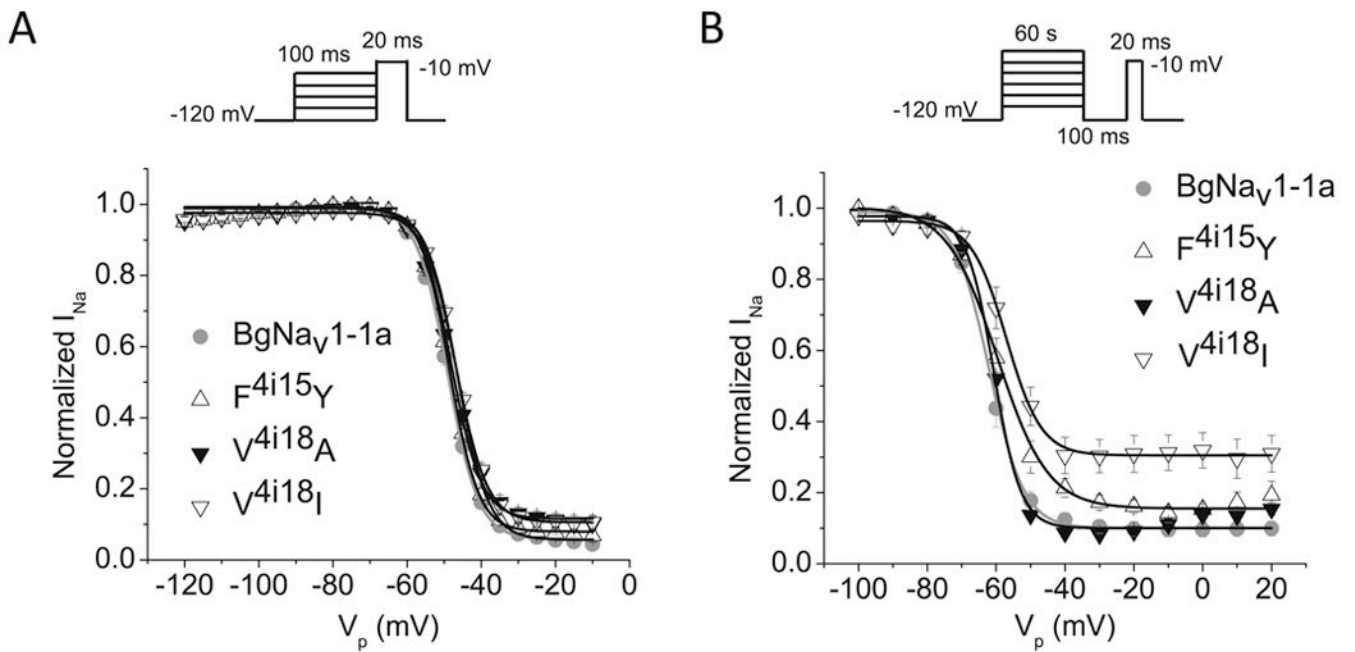 A
100 ms
20 ms
-10 mV
-120 mV
Normalized I_Na
1.0
0.8
0.6
0.4
0.2
0.0
BgNa_v1-1a
F^4i15Y
V^4i18A
V^4i18I
-120 -100 -80 -60 -40 -20 0
V_p (mV)
B
60 s
20 ms
-10 mV
-120 mV
100 ms
Normalized I_Na
1.0
0.8
0.6
0.4
0.2
0.0
BgNa_v1-1a
F^4i15Y
V^4i18A
V^4i18I
-100 -80 -60 -40 -20 0 20
V_p (mV)